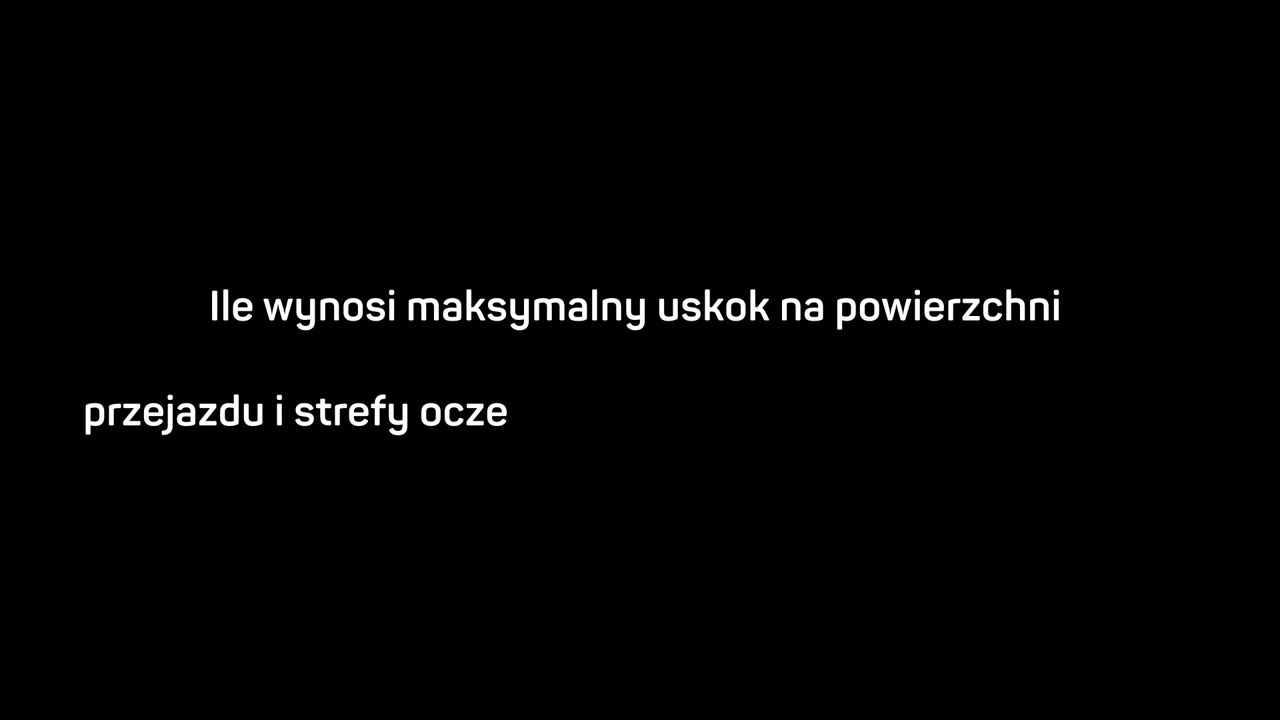 Ile wynosi maksymalny uskok na powierzchni
przejazdu i strefy ocze